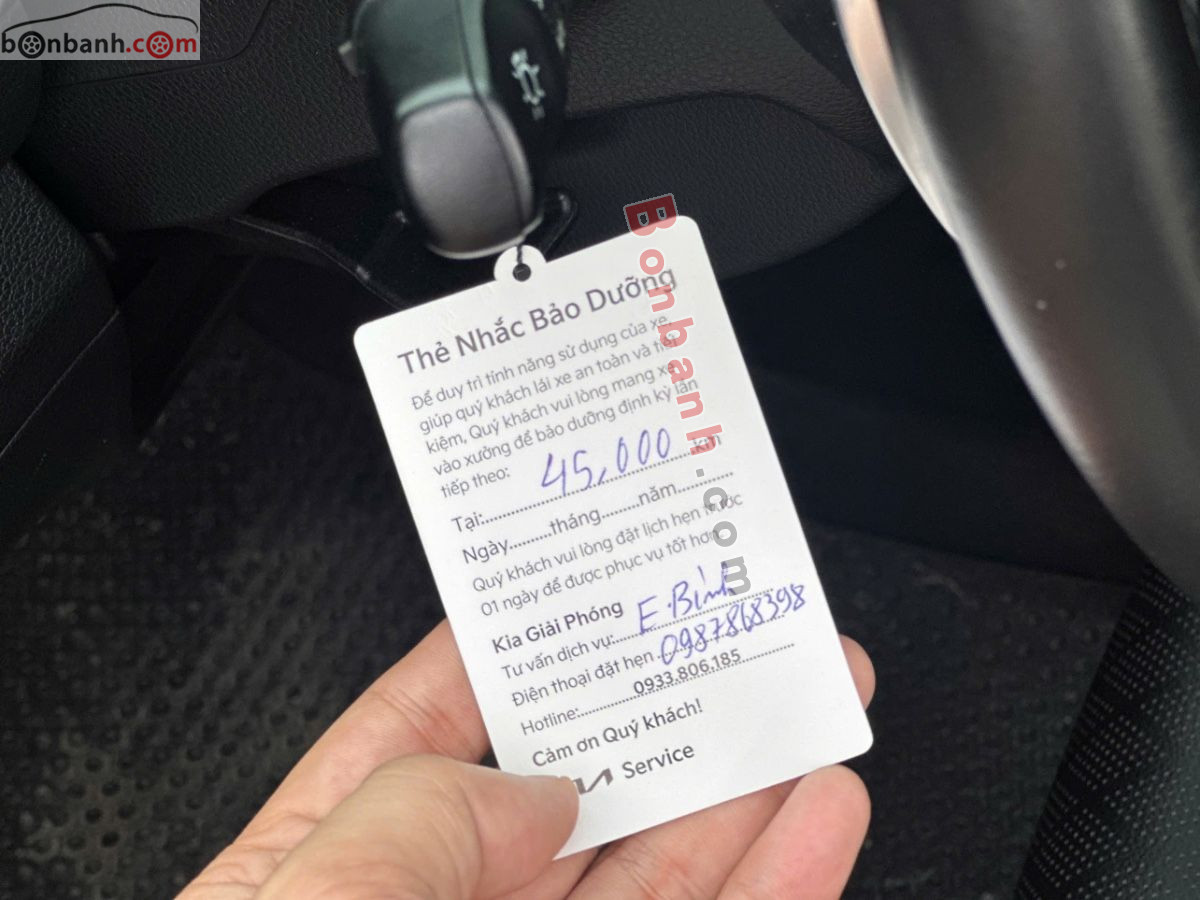 bonbanh.com
Bonbanh.com
Thẻ Nhắc Bảo Dưỡng
Để duy trì tính năng sử dụng của xe,
giúp quý khách lái xe an toàn và tiết
kiệm, Quý khách vui lòng mang xe
vào xưởng để bảo dưỡng định kỳ lần
tiếp theo:
Tại:..........45,000..........km
Ngày..........tháng.........năm.............
Quý khách vui lòng đặt lịch hẹn trước
01 ngày để được phục vụ tốt hơn.
Kia Giải Phóng
Tư vấn dịch vụ:.....E.Bình
Điện thoại đặt hẹn 0987868398
Hotline:..........0933.806.185..........
Cảm ơn Quý khách!
Service